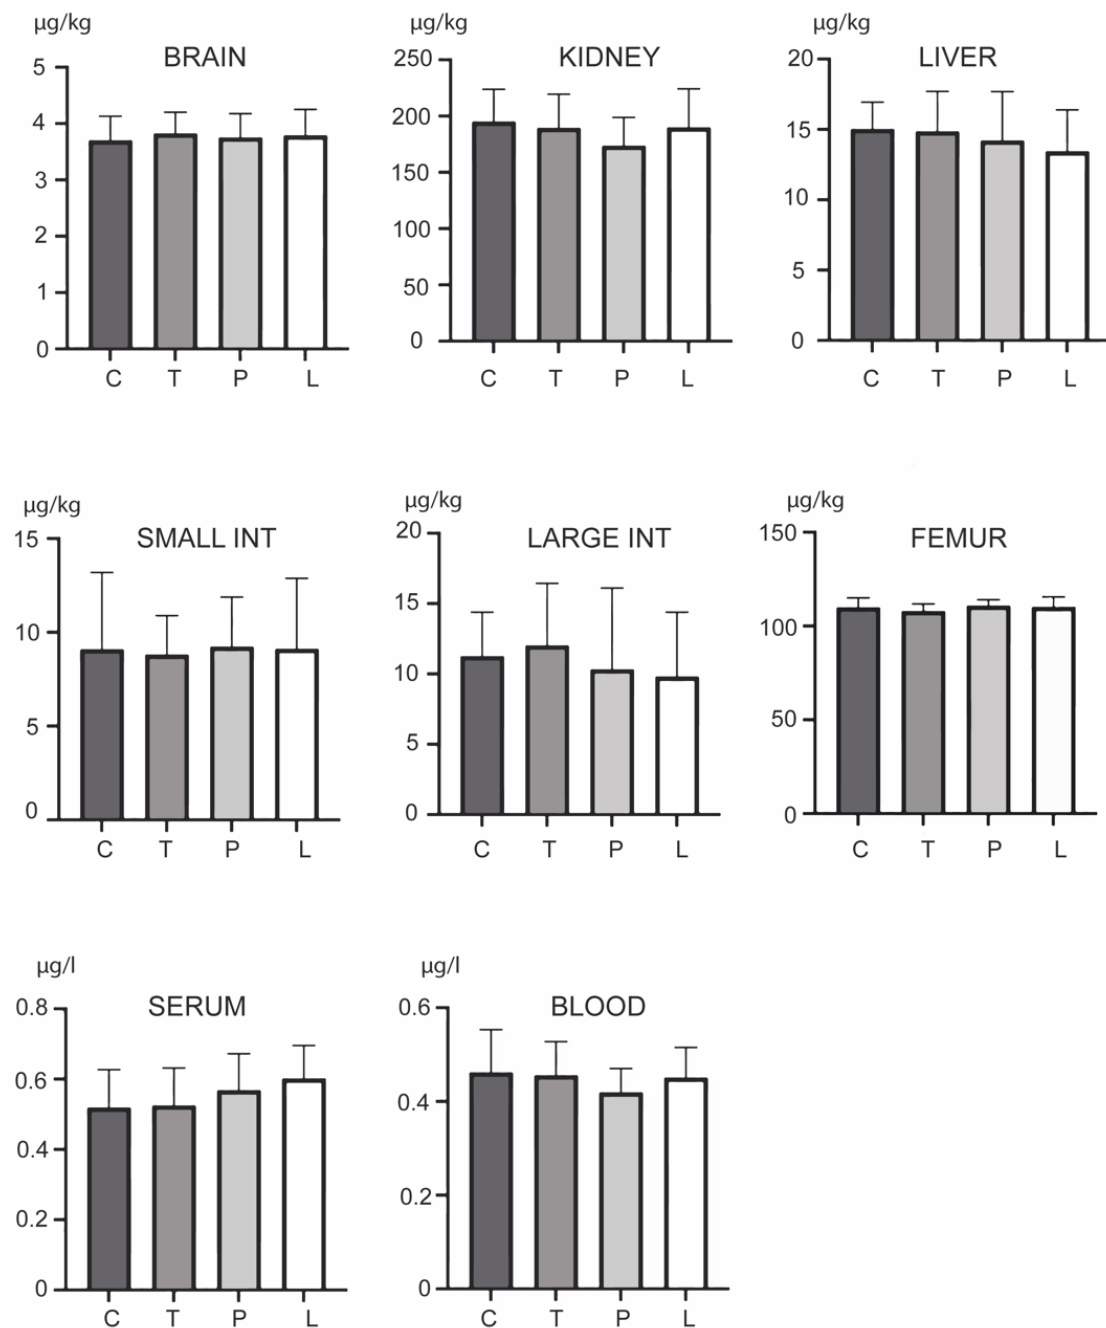 µg/kg
BRAIN
5
4
3
2
1
0
C T P L
µg/kg
KIDNEY
250
200
150
100
50
0
C T P L
µg/kg
LIVER
20
15
10
5
0
C T P L
µg/kg
SMALL INT
15
10
5
0
C T P L
µg/kg
LARGE INT
20
15
10
5
0
C T P L
µg/kg
FEMUR
150
100
50
0
C T P L
µg/l
SERUM
0.8
0.6
0.4
0.2
0
C T P L
µg/l
BLOOD
0.6
0.4
0.2
0
C T P L